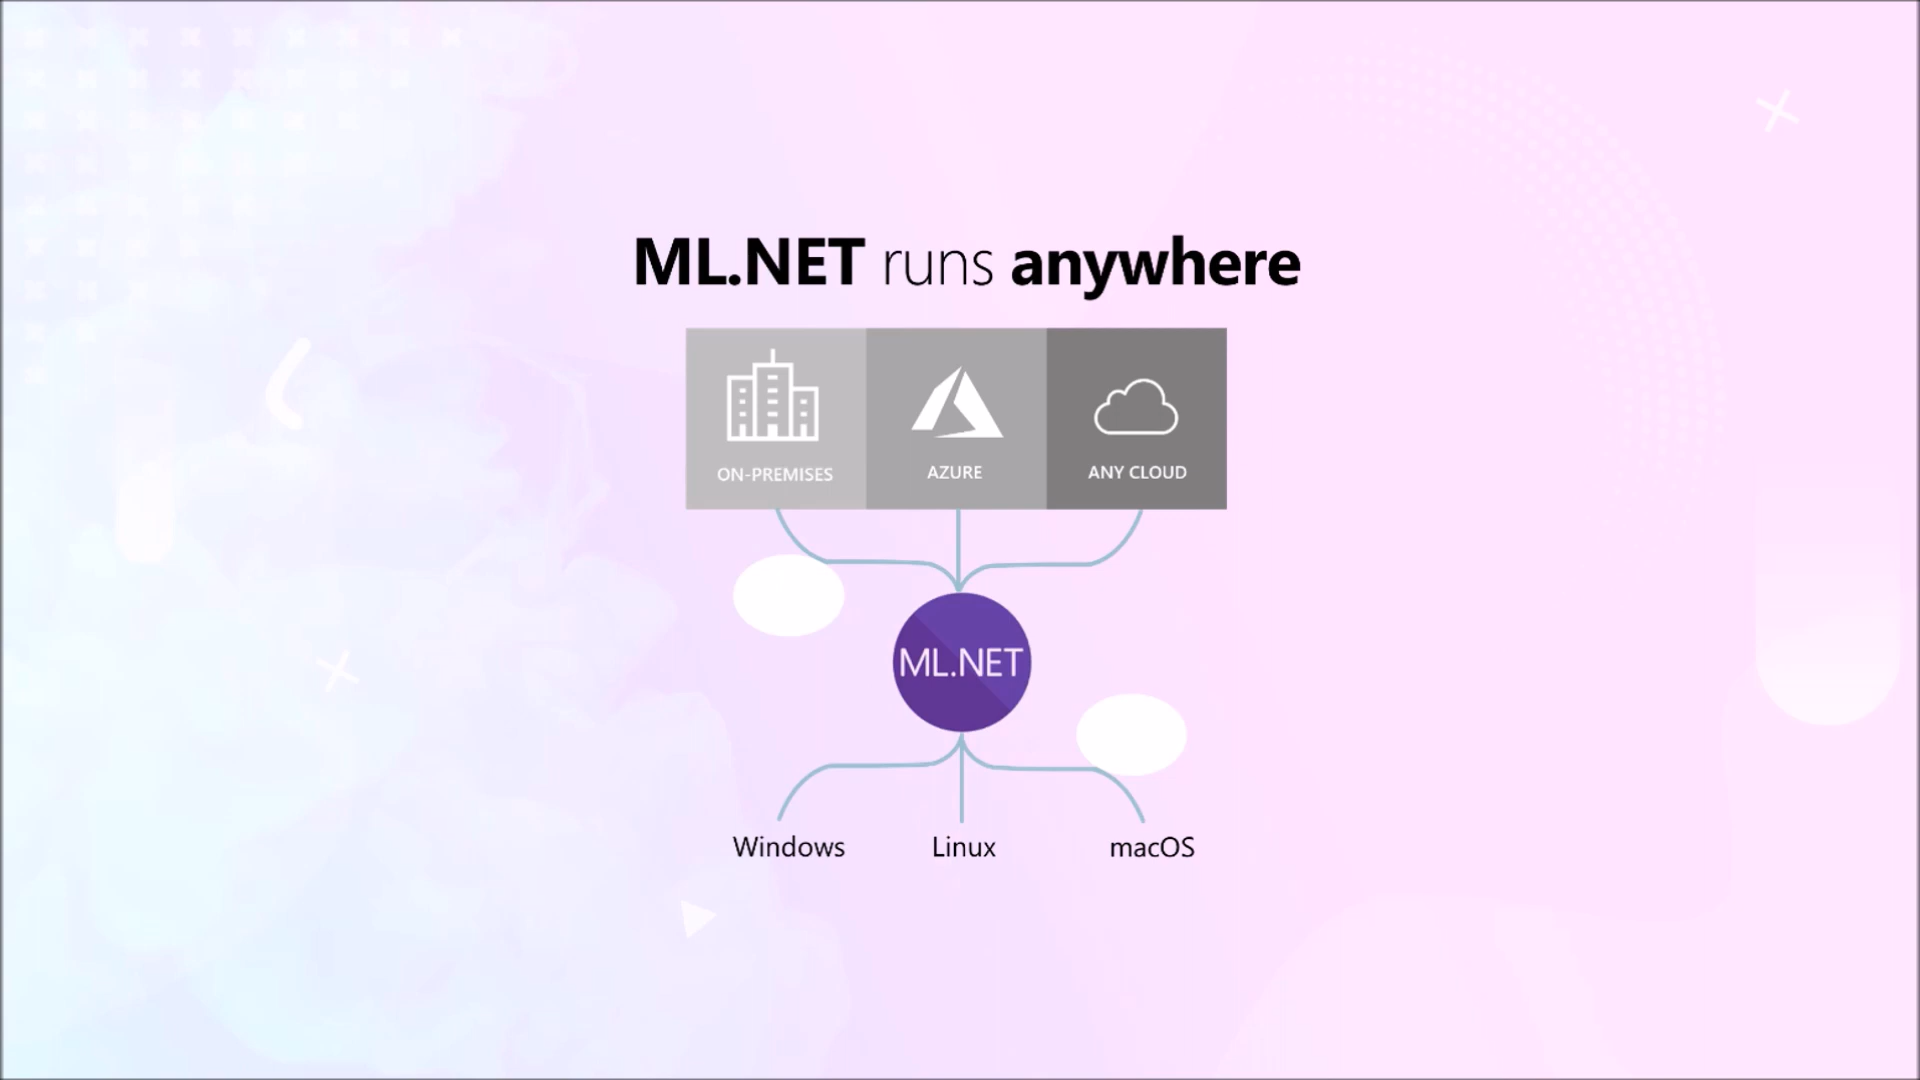 ML.NET runs anywhere
ON-PREMISES AZURE ANY CLOUD
ML.NET
Windows Linux macOS